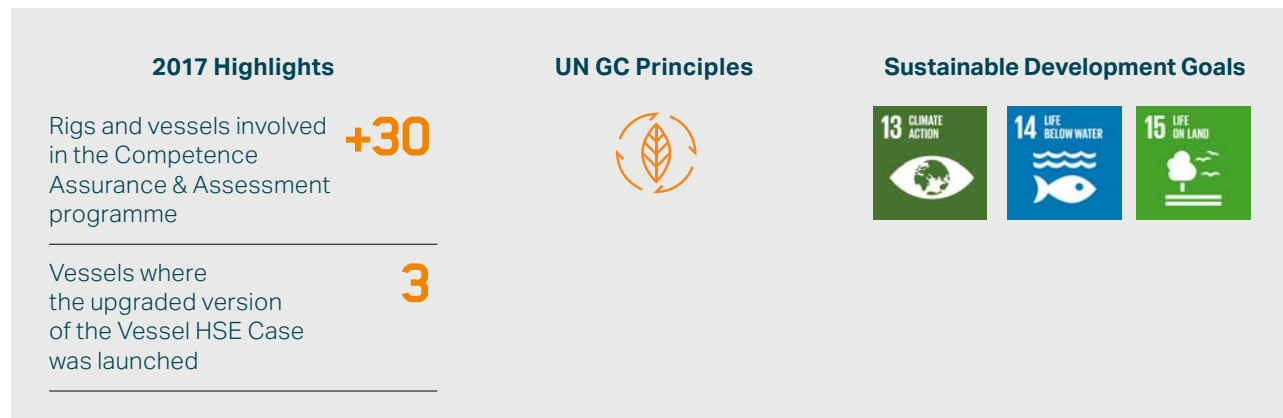 2017 Highlights
Rigs and vessels involved
in the Competence
Assurance & Assessment
programme
+30
Vessels where
the upgraded version
of the Vessel HSE Case
was launched
3
UN GC Principles
Sustainable Development Goals
13 CLIMATE
ACTION
14 LIFE
BELOW WATER
15 LIFE
ON LAND